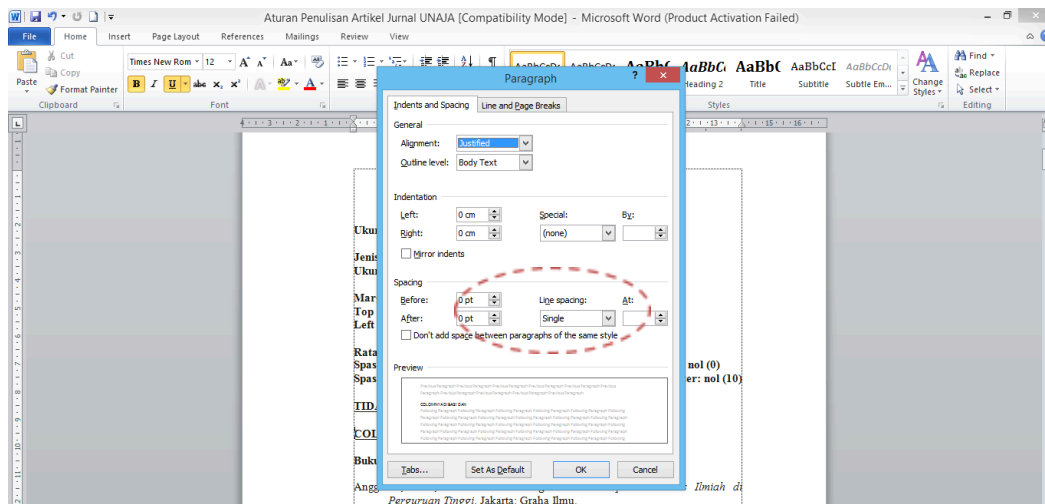 Aturan Penulisan Artikel Jurnal UNAJA [Compatibility Mode] - Microsoft Word (Product Activation Failed)
File Home Insert Page Layout References Mailings Review View
Cut
Copy
Format Painter
Paste
Clipboard
Times New Rom 12
Font
Heading 2 Title Subtitle Subtle Em...
Change Styles
Styles
Find
Replace
Select
Editing
Paragraph
Indents and Spacing Line and Page Breaks
General
Alignment: Justified
Outline level: Body Text
Indentation
Left: 0 cm Special: By:
Right: 0 cm (none)
Mirror indents
Spacing
Before: 0 pt Line spacing: At:
After: 0 pt Single
Don't add space between paragraphs of the same style
Preview
Tabs... Set As Default OK Cancel
Uku
Jenis
Uku
Mar
Top
Left
Rata
Spas nol (0)
Spas er: nol (10)
TID
COL
Buku
Angg Ilmiah di
Perguruan Tinggi. Jakarta: Graha Ilmu.